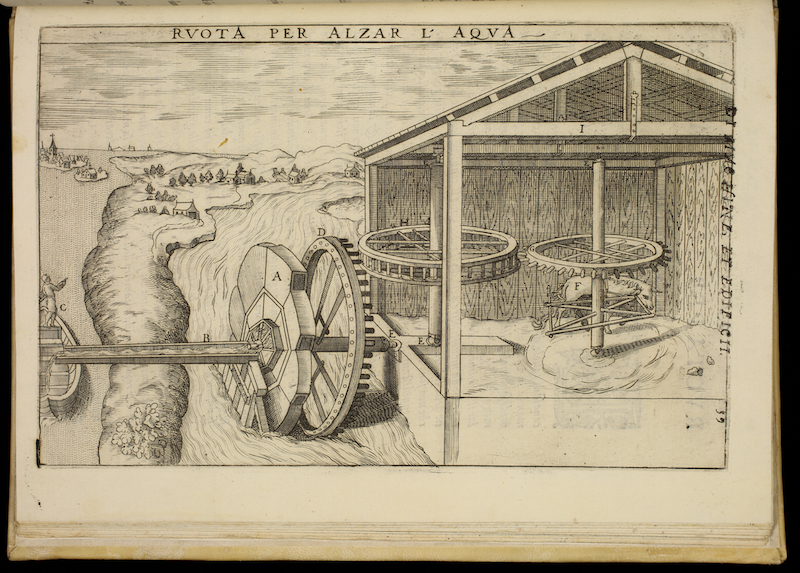 RVOTA PER ALZAR L' AQVA
I
H
D
A
F
C
B
E
DI MACHINE ET EDIFICII.
39